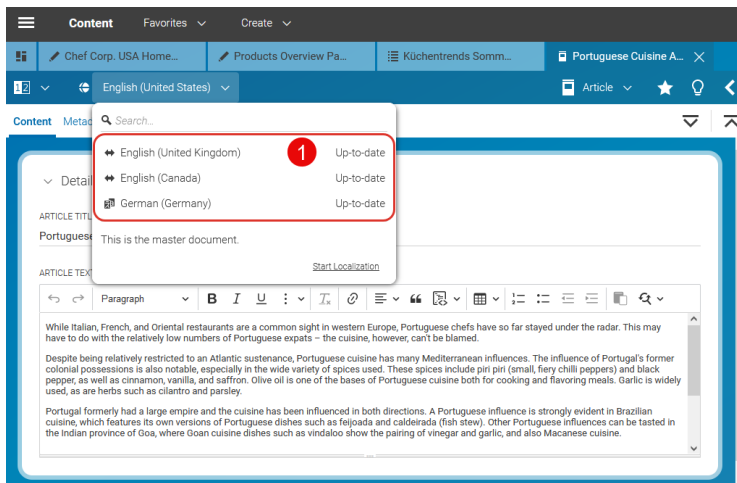 Content Favorites Create
Chef Corp. USA Home... Products Overview Pa... Küchentrends Somm... Portuguese Cuisine A...
12 English (United States) Article
Content Metad
Search...
English (United Kingdom) 1 Up-to-date
English (Canada) Up-to-date
German (Germany) Up-to-date
Detail
ARTICLE TITL
Portuguese
This is the master document.
Start Localization
ARTICLE TEX
Paragraph B I U Tx
While Italian, French, and Oriental restaurants are a common sight in western Europe, Portuguese chefs have so far stayed under the radar. This may
have to do with the relatively low numbers of Portuguese expats – the cuisine, however, can't be blamed.
Despite being relatively restricted to an Atlantic sustenance, Portuguese cuisine has many Mediterranean influences. The influence of Portugal's former
colonial possessions is also notable, especially in the wide variety of spices used. These spices include piri piri (small, fiery chilli peppers) and black
pepper, as well as cinnamon, vanilla, and saffron. Olive oil is one of the bases of Portuguese cuisine both for cooking and flavoring meals. Garlic is widely
used, as are herbs such as cilantro and parsley.
Portugal formerly had a large empire and the cuisine has been influenced in both directions. A Portuguese influence is strongly evident in Brazilian
cuisine, which features its own versions of Portuguese dishes such as feijoada and caldeirada (fish stew). Other Portuguese influences can be tasted in
the Indian province of Goa, where Goan cuisine dishes such as vindaloo show the pairing of vinegar and garlic, and also Macanese cuisine.